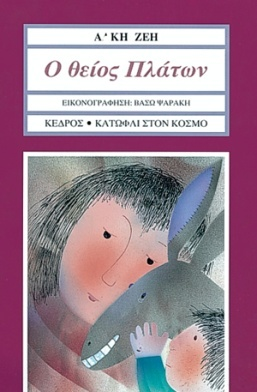 Α‘ΚΗ ΖΕΗ
Ο θείος Πλάτων
ΕΙΚΟΝΟΓΡΑΦΗΣΗ: ΒΑΣΩ ΨΑΡΑΚΗ
ΚΕΔΡΟΣ • ΚΑΤΩΦΛΙ ΣΤΟΝ ΚΟΣΜΟ